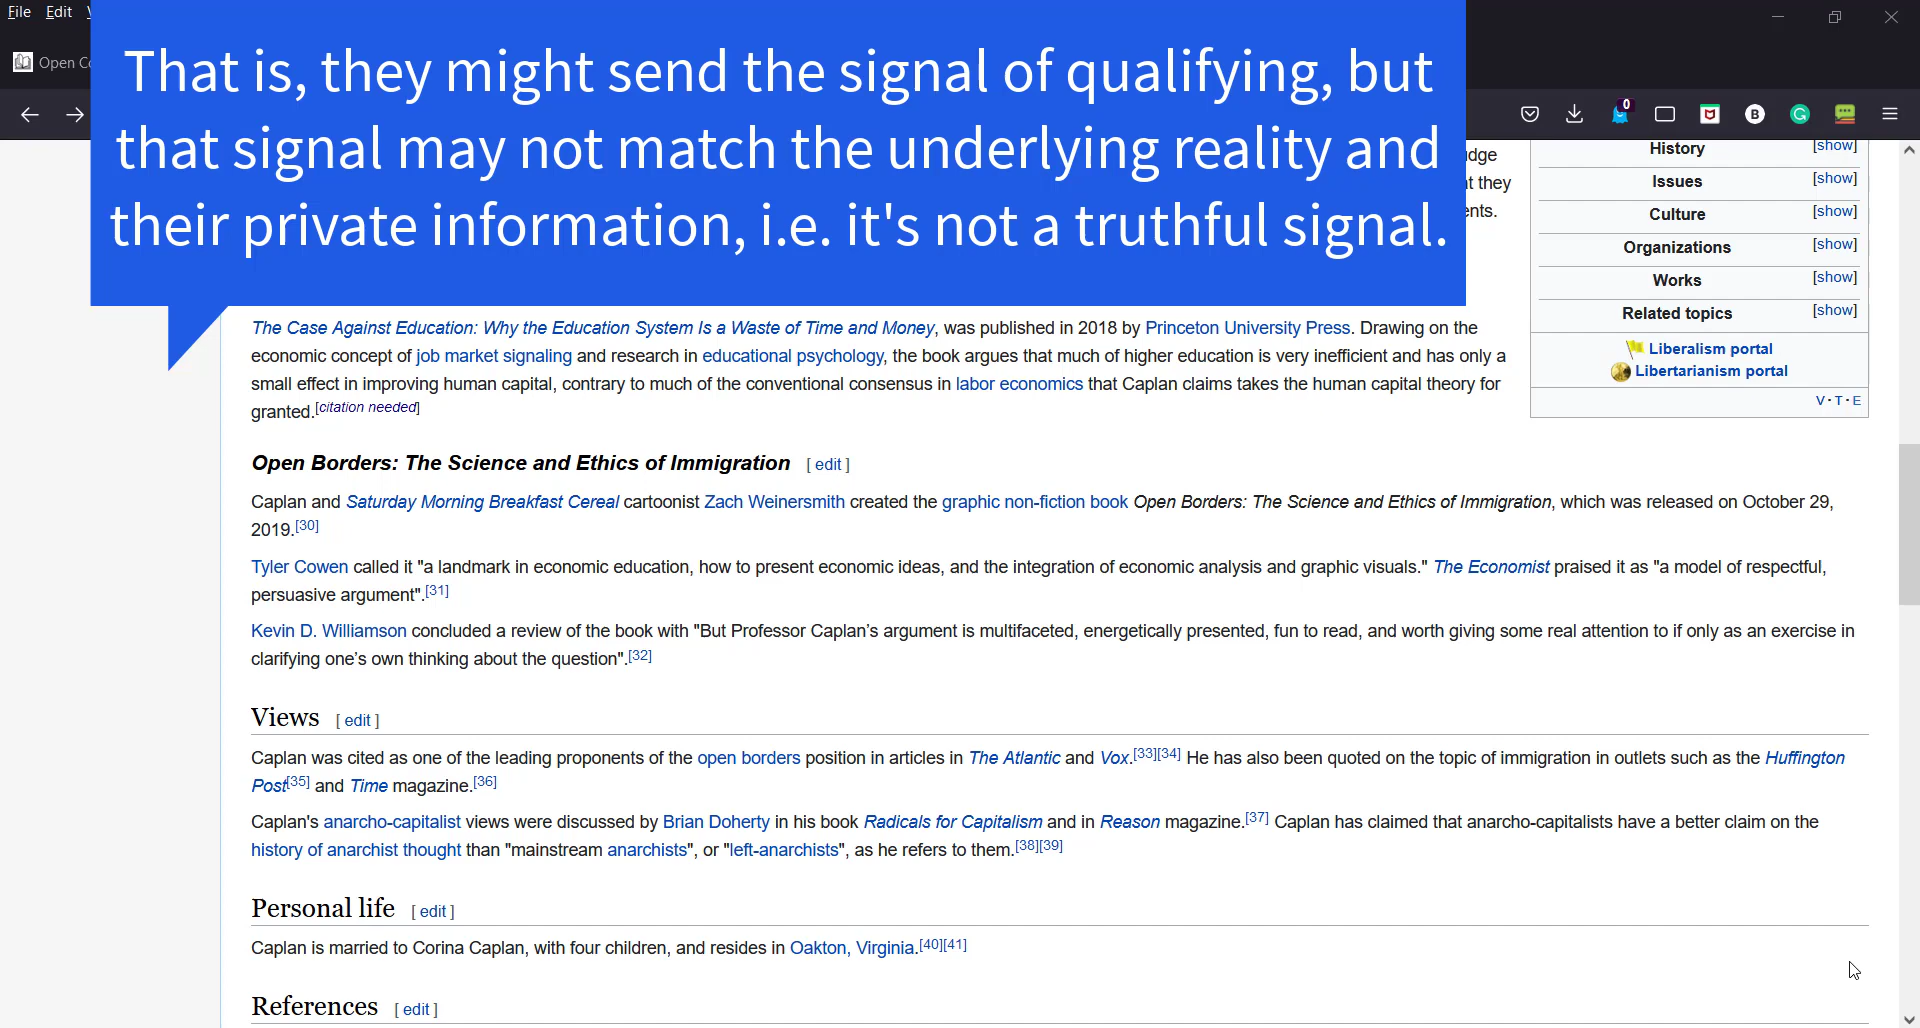 File Edit
Open C
That is, they might send the signal of qualifying, but
that signal may not match the underlying reality and
their private information, i.e. it's not a truthful signal.
0
B
G
History [show]
Issues [show]
Culture [show]
Organizations [show]
Works [show]
Related topics [show]
Liberalism portal
Libertarianism portal
V · T · E
t they
The Case Against Education: Why the Education System Is a Waste of Time and Money, was published in 2018 by Princeton University Press. Drawing on the
economic concept of job market signaling and research in educational psychology, the book argues that much of higher education is very inefficient and has only a
small effect in improving human capital, contrary to much of the conventional consensus in labor economics that Caplan claims takes the human capital theory for
granted.[citation needed]
Open Borders: The Science and Ethics of Immigration [ edit ]
Caplan and Saturday Morning Breakfast Cereal cartoonist Zach Weinersmith created the graphic non-fiction book Open Borders: The Science and Ethics of Immigration, which was released on October 29,
2019.[30]
Tyler Cowen called it "a landmark in economic education, how to present economic ideas, and the integration of economic analysis and graphic visuals." The Economist praised it as "a model of respectful,
persuasive argument".[31]
Kevin D. Williamson concluded a review of the book with "But Professor Caplan's argument is multifaceted, energetically presented, fun to read, and worth giving some real attention to if only as an exercise in
clarifying one's own thinking about the question".[32]
Views [ edit ]
Caplan was cited as one of the leading proponents of the open borders position in articles in The Atlantic and Vox.[33][34] He has also been quoted on the topic of immigration in outlets such as the Huffington
Post[35] and Time magazine.[36]
Caplan's anarcho-capitalist views were discussed by Brian Doherty in his book Radicals for Capitalism and in Reason magazine.[37] Caplan has claimed that anarcho-capitalists have a better claim on the
history of anarchist thought than "mainstream anarchists", or "left-anarchists", as he refers to them.[38][39]
Personal life [ edit ]
Caplan is married to Corina Caplan, with four children, and resides in Oakton, Virginia.[40][41]
References [ edit ]